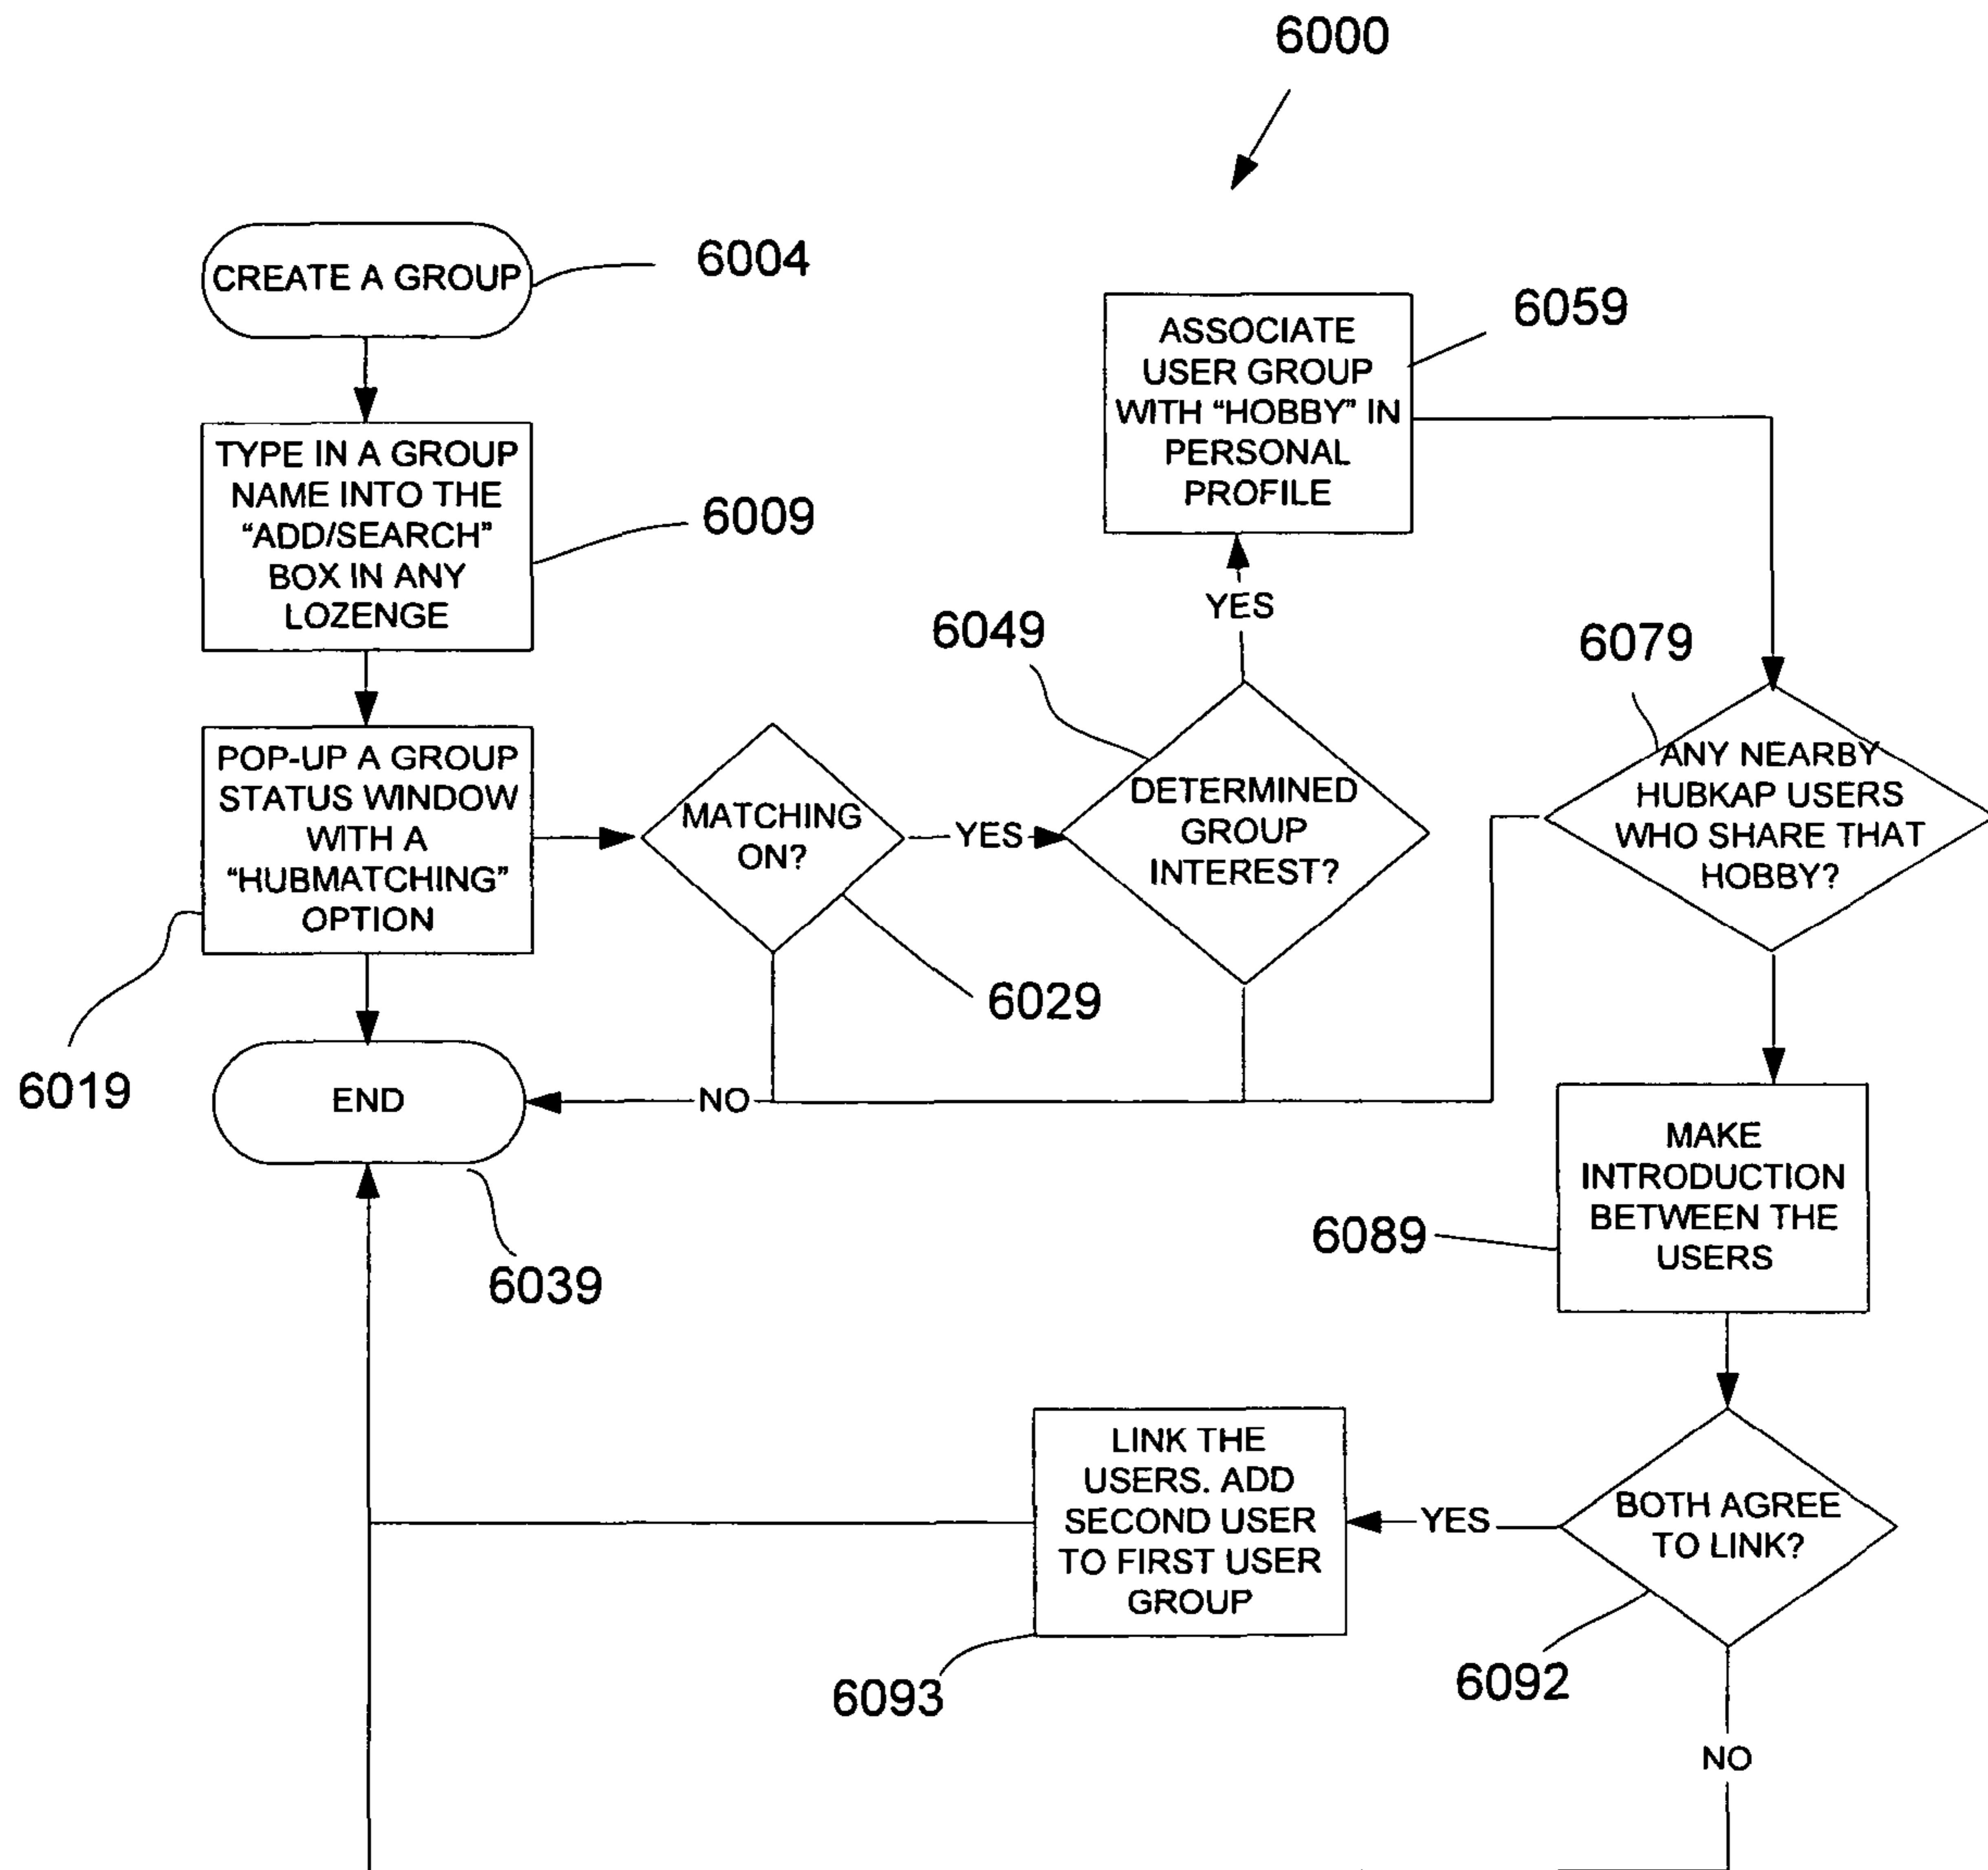 6000
CREATE A GROUP
6004
TYPE IN A GROUP
NAME INTO THE
“ADD/SEARCH”
BOX IN ANY
LOZENGE
6009
POP-UP A GROUP
STATUS WINDOW
WITH A
“HUBMATCHING”
OPTION
6019
MATCHING
ON?
6029
YES
DETERMINED
GROUP
INTEREST?
6049
YES
ASSOCIATE
USER GROUP
WITH “HOBBY” IN
PERSONAL
PROFILE
6059
ANY NEARBY
HUBKAP USERS
WHO SHARE THAT
HOBBY?
6079
NO
END
6039
MAKE
INTRODUCTION
BETWEEN THE
USERS
6089
BOTH AGREE
TO LINK?
6092
YES
LINK THE
USERS. ADD
SECOND USER
TO FIRST USER
GROUP
6093
NO